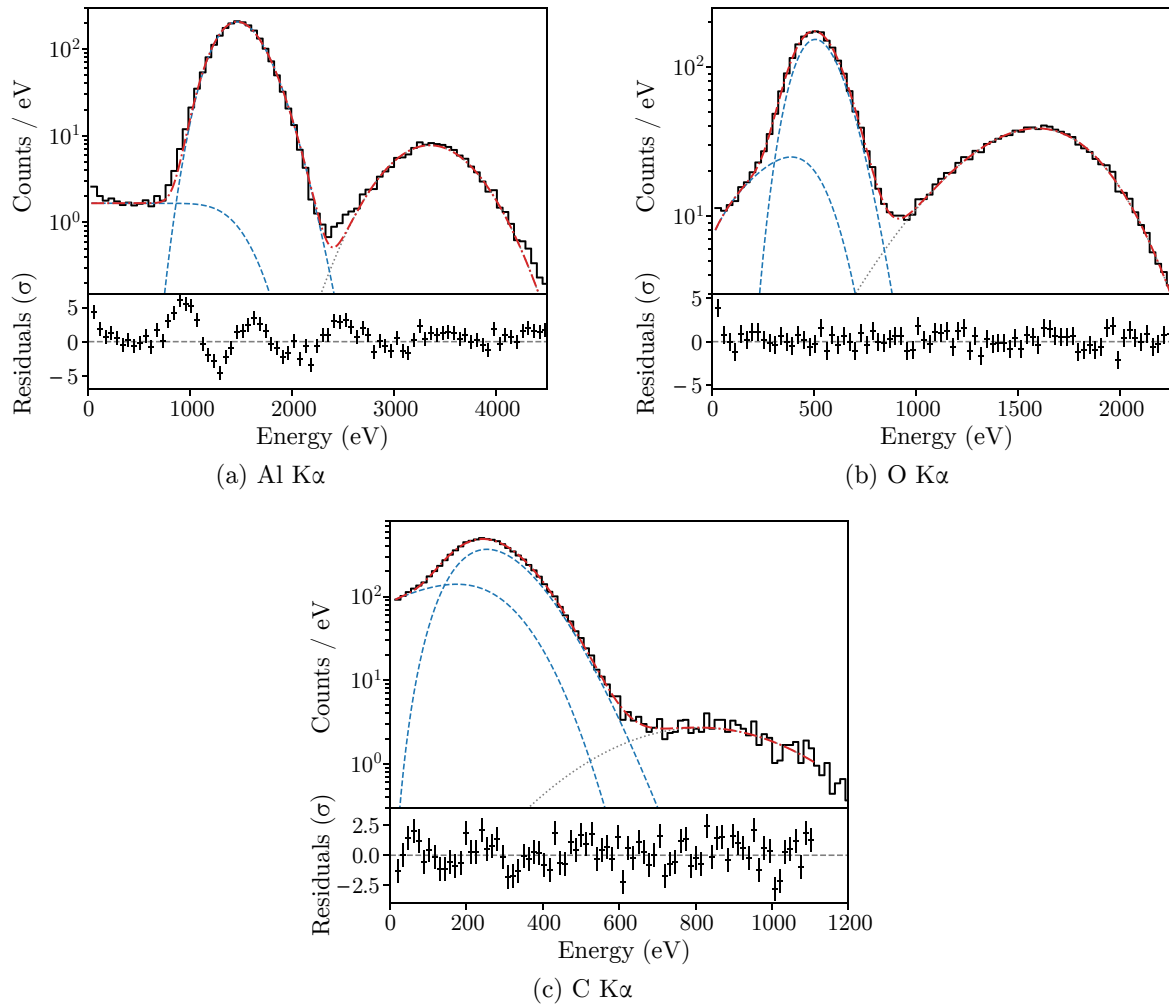 Counts / eV
10²
10¹
10⁰
Residuals (σ)
5
0
−5
0 1000 2000 3000 4000
Energy (eV)
(a) Al Kα
Counts / eV
10²
10¹
Residuals (σ)
5
0
−5
0 500 1000 1500 2000
Energy (eV)
(b) O Kα
Counts / eV
10²
10¹
10⁰
Residuals (σ)
2.5
0.0
−2.5
0 200 400 600 800 1000 1200
Energy (eV)
(c) C Kα